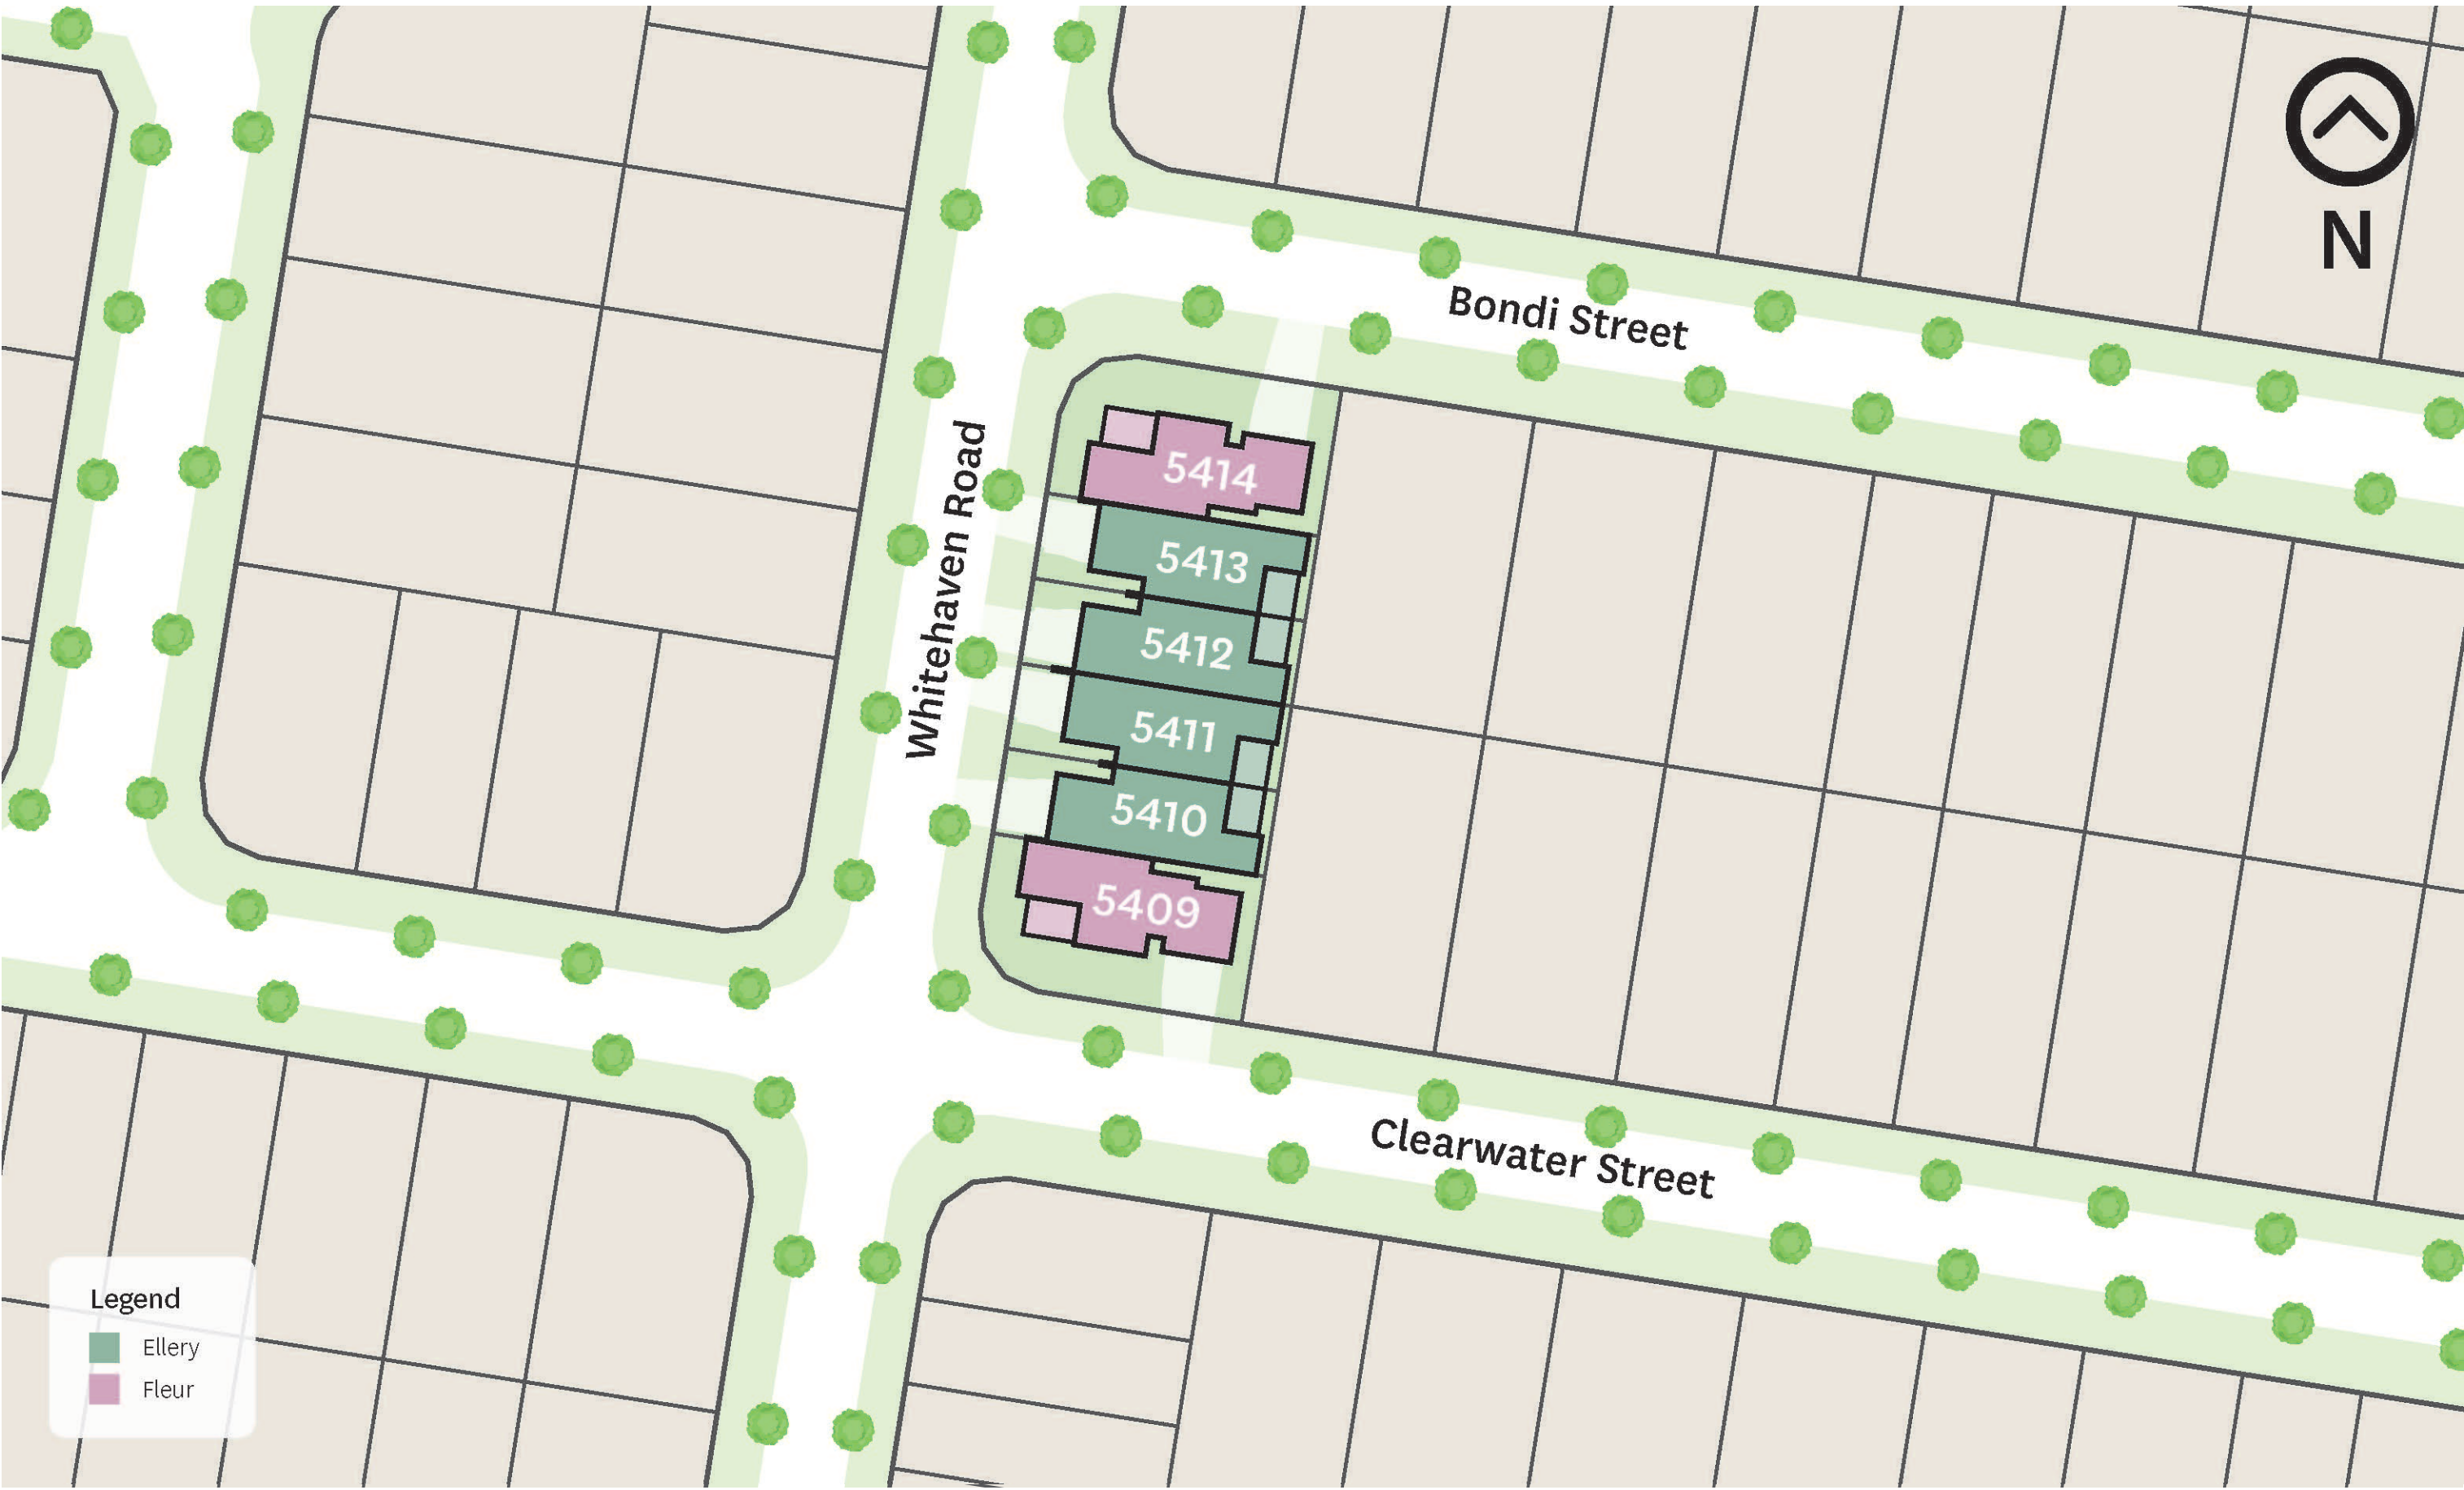 N
Bondi Street
Whitehaven Road
5414
5413
5412
5411
5410
5409
Clearwater Street
Legend
Ellery
Fleur